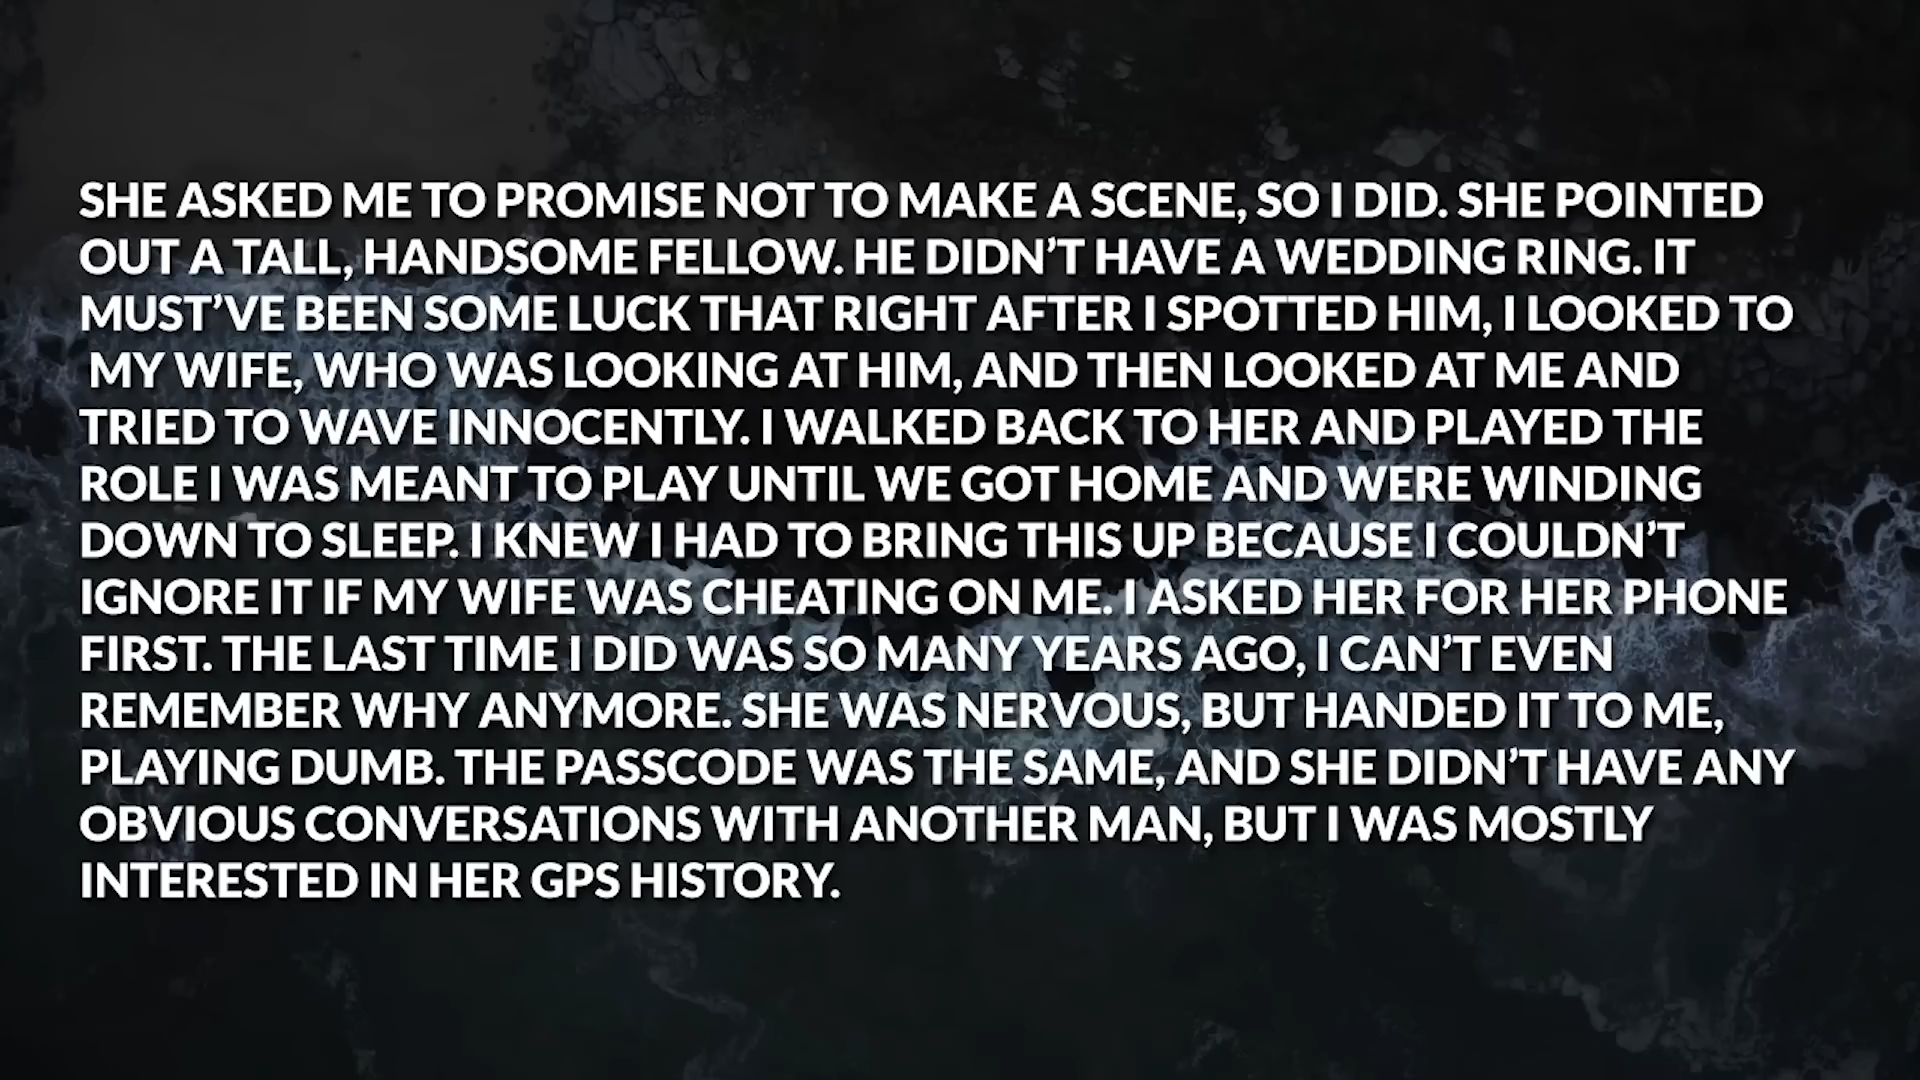 SHE ASKED ME TO PROMISE NOT TO MAKE A SCENE, SO I DID. SHE POINTED
OUT A TALL, HANDSOME FELLOW. HE DIDN’T HAVE A WEDDING RING. IT
MUST’VE BEEN SOME LUCK THAT RIGHT AFTER I SPOTTED HIM, I LOOKED TO
MY WIFE, WHO WAS LOOKING AT HIM, AND THEN LOOKED AT ME AND
TRIED TO WAVE INNOCENTLY. I WALKED BACK TO HER AND PLAYED THE
ROLE I WAS MEANT TO PLAY UNTIL WE GOT HOME AND WERE WINDING
DOWN TO SLEEP. I KNEW I HAD TO BRING THIS UP BECAUSE I COULDN’T
IGNORE IT IF MY WIFE WAS CHEATING ON ME. I ASKED HER FOR HER PHONE
FIRST. THE LAST TIME I DID WAS SO MANY YEARS AGO, I CAN’T EVEN
REMEMBER WHY ANYMORE. SHE WAS NERVOUS, BUT HANDED IT TO ME,
PLAYING DUMB. THE PASSCODE WAS THE SAME, AND SHE DIDN’T HAVE ANY
OBVIOUS CONVERSATIONS WITH ANOTHER MAN, BUT I WAS MOSTLY
INTERESTED IN HER GPS HISTORY.